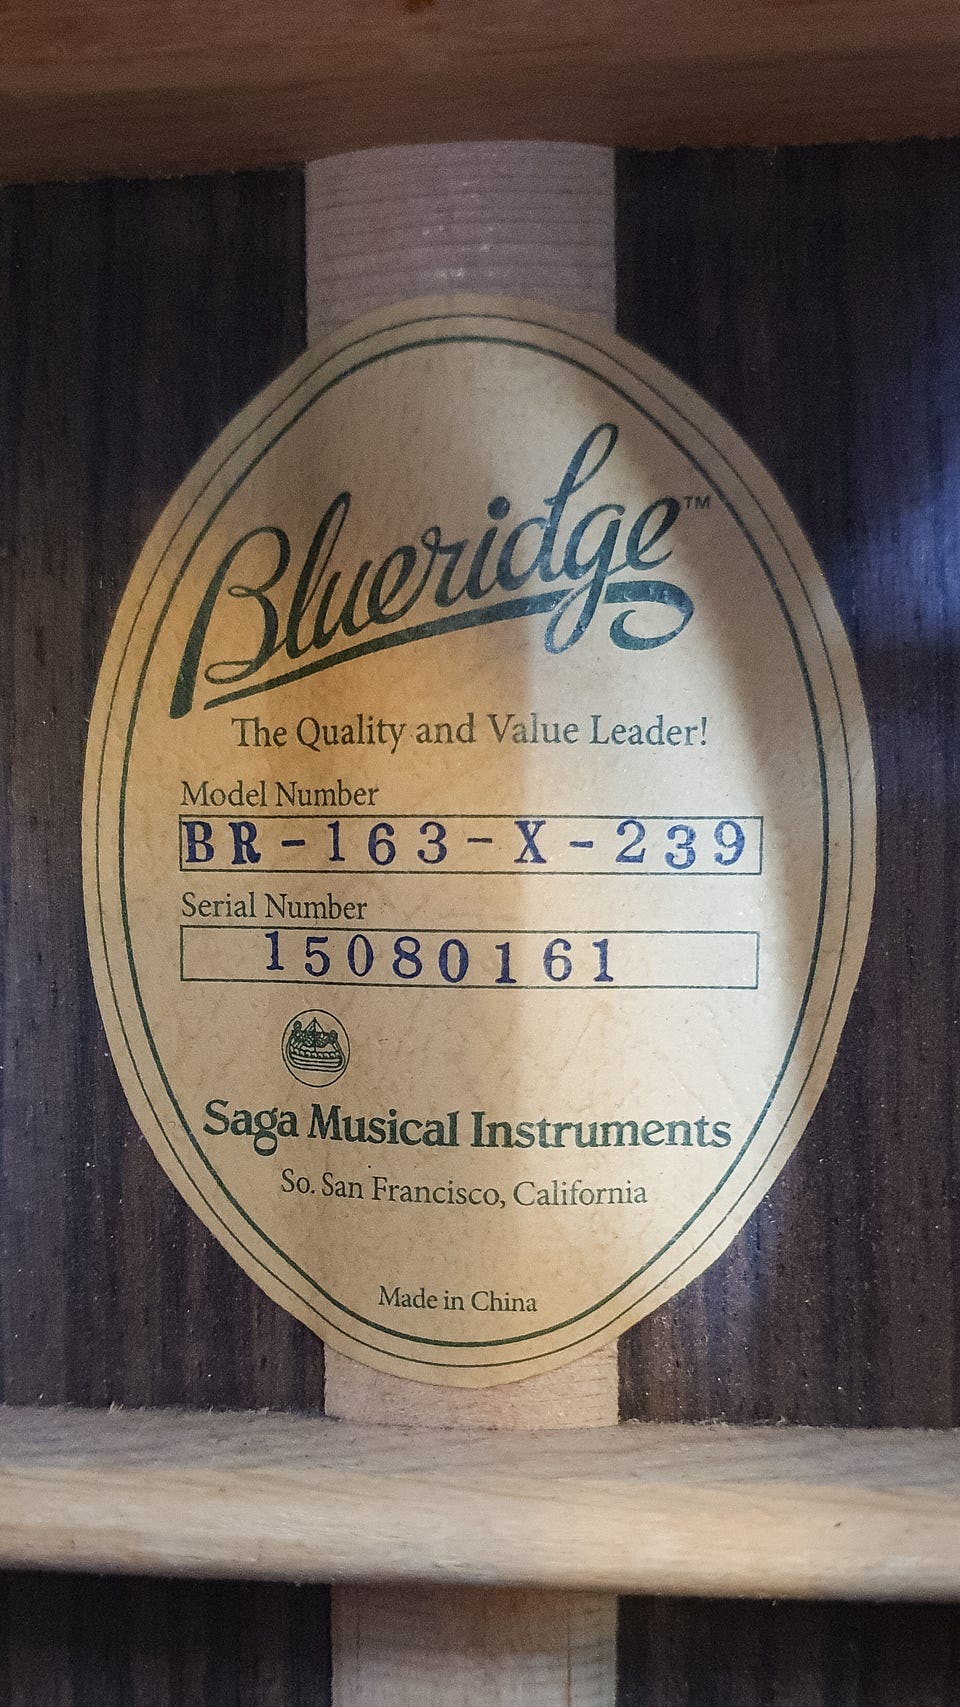 Blueridge™
The Quality and Value Leader!
Model Number
BR-163-X-239
Serial Number
15080161
Saga Musical Instruments
So. San Francisco, California
Made in China